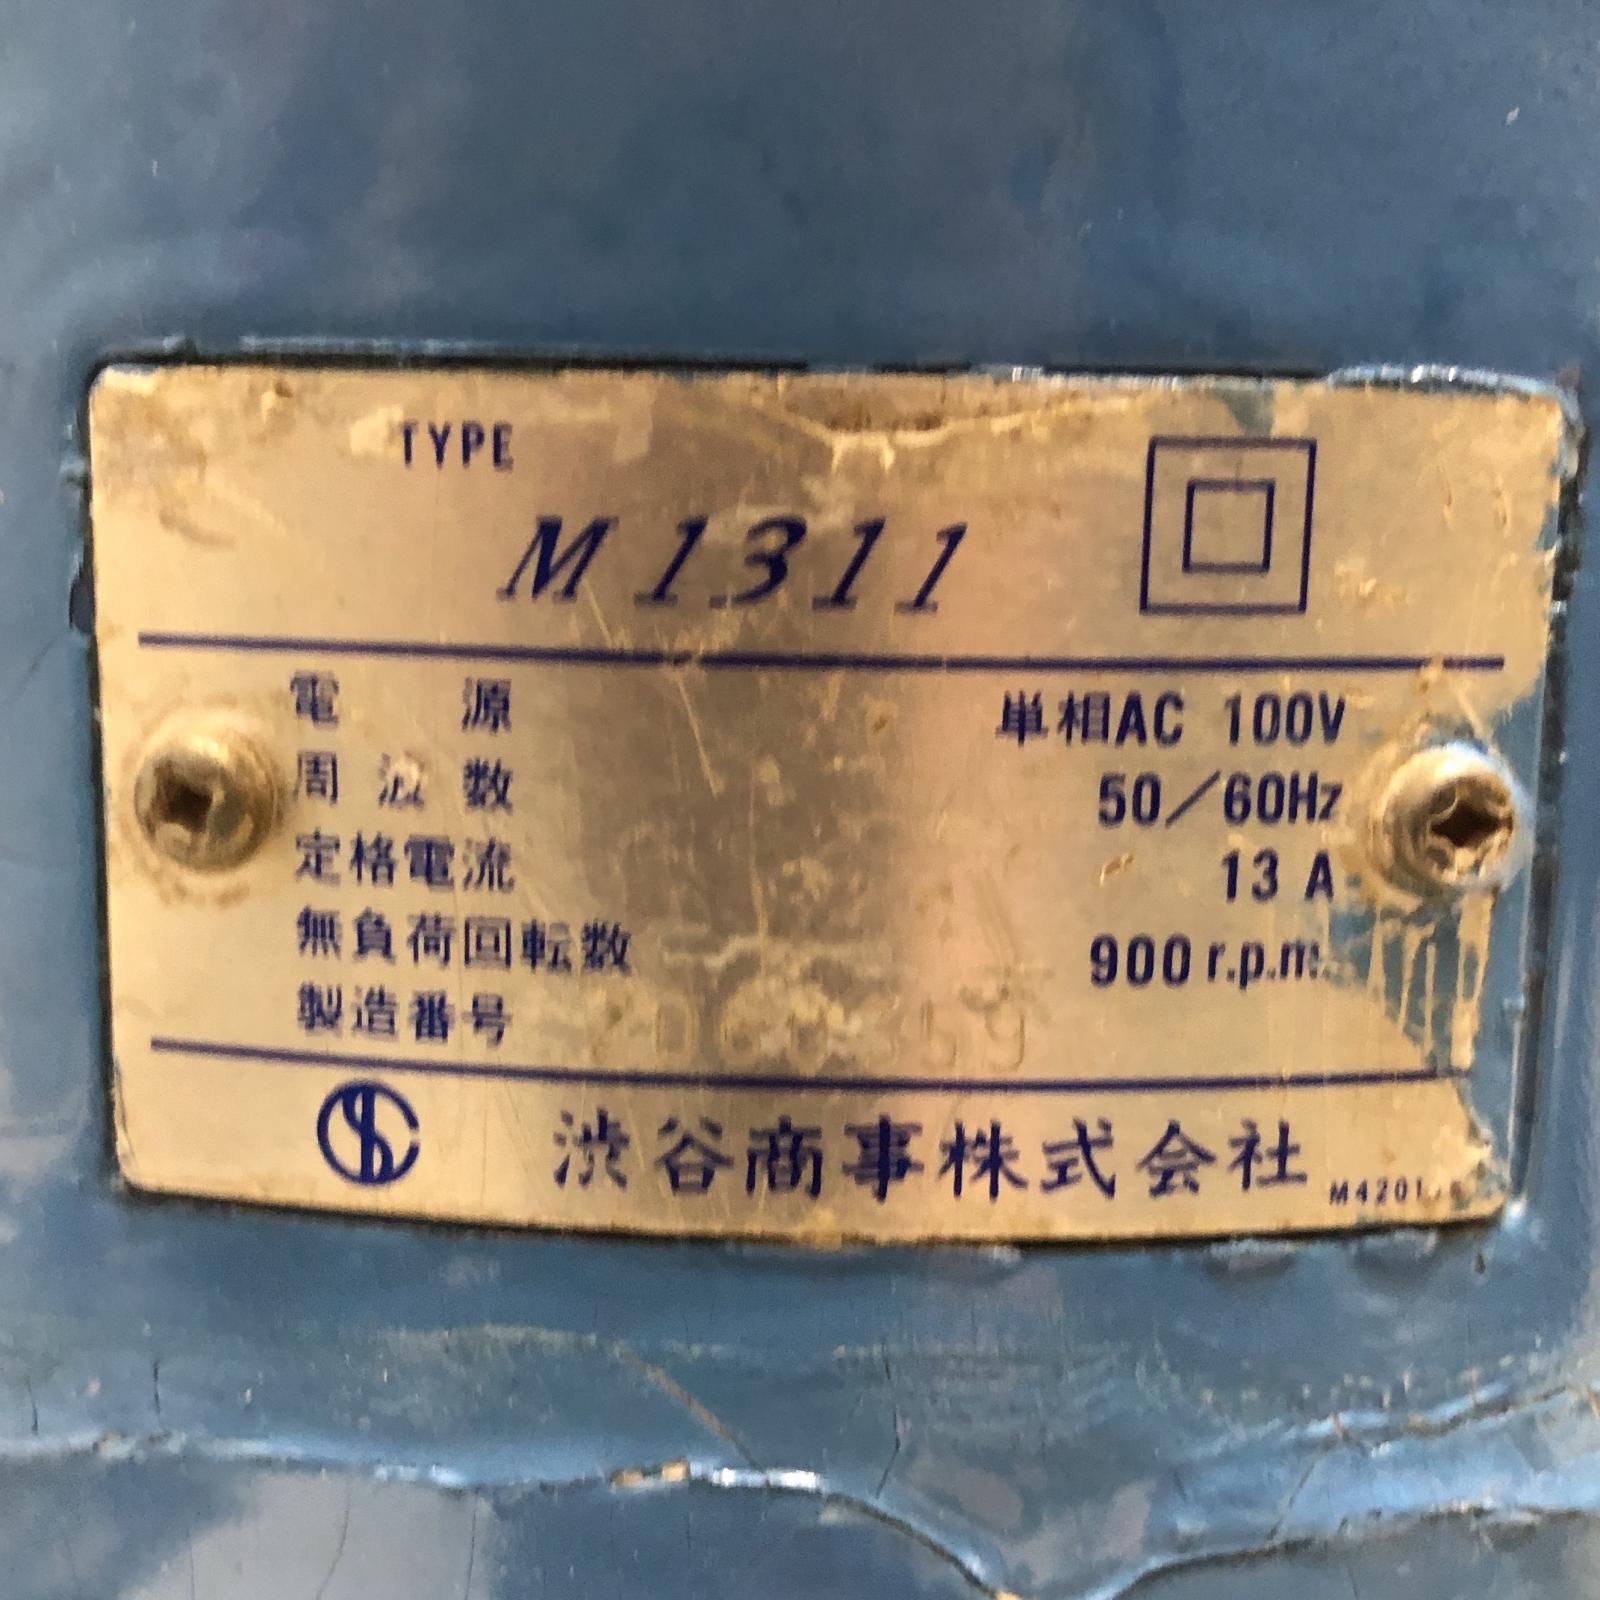 TYPE
M1311
電源 単相AC 100V
周波数 50/60Hz
定格電流 13 A
無負荷回転数 900 r.p.m.
製造番号
渋谷商事株式会社